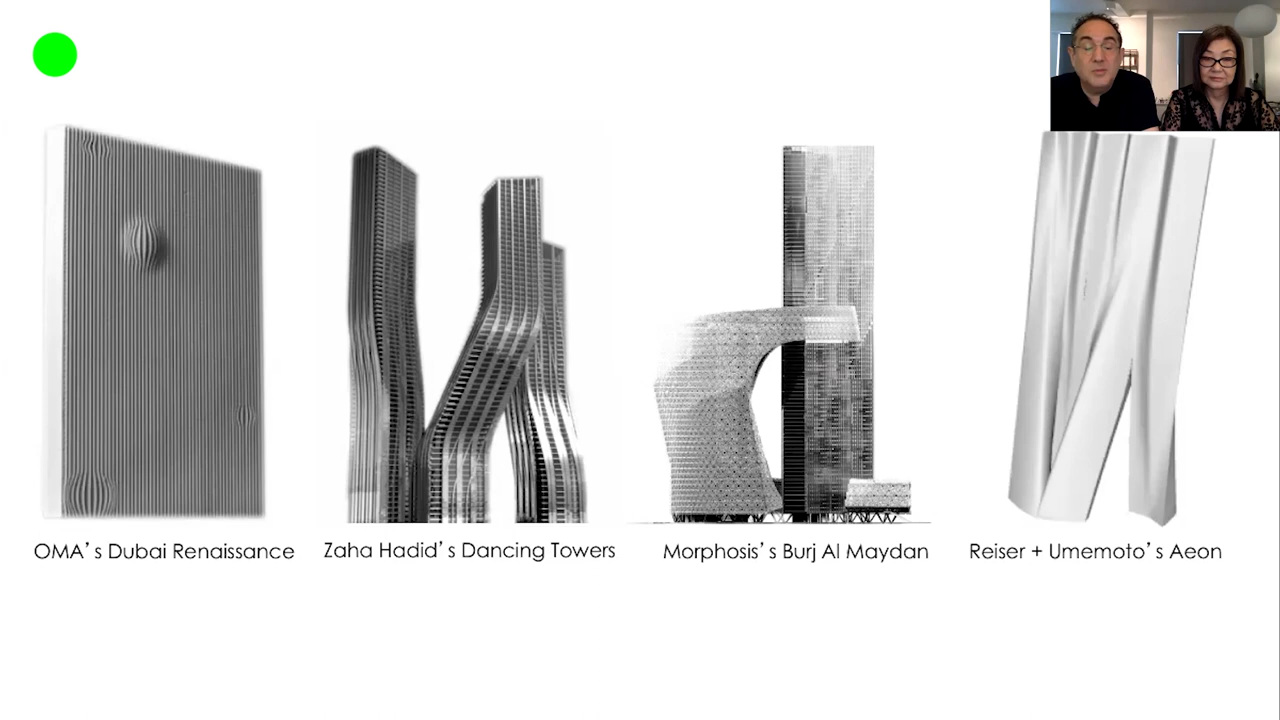 OMA's Dubai Renaissance
Zaha Hadid's Dancing Towers
Morphosis's Burj Al Maydan
Reiser + Umemoto's Aeon